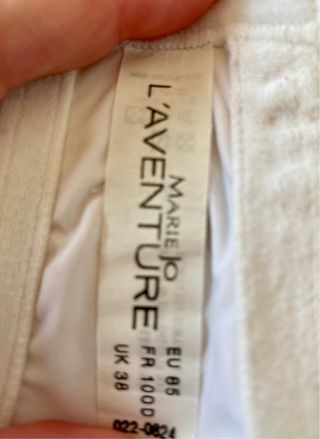 MARIE JO
L'AVENTURE
EU 85
FR 100D
UK 38
022-0624